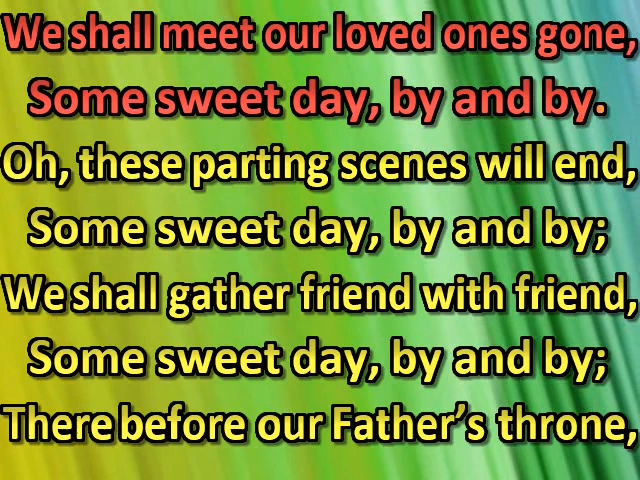 We shall meet our loved ones gone,
Some sweet day, by and by.
Oh, these parting scenes will end,
Some sweet day, by and by;
We shall gather friend with friend,
Some sweet day, by and by;
There before our Father's throne,